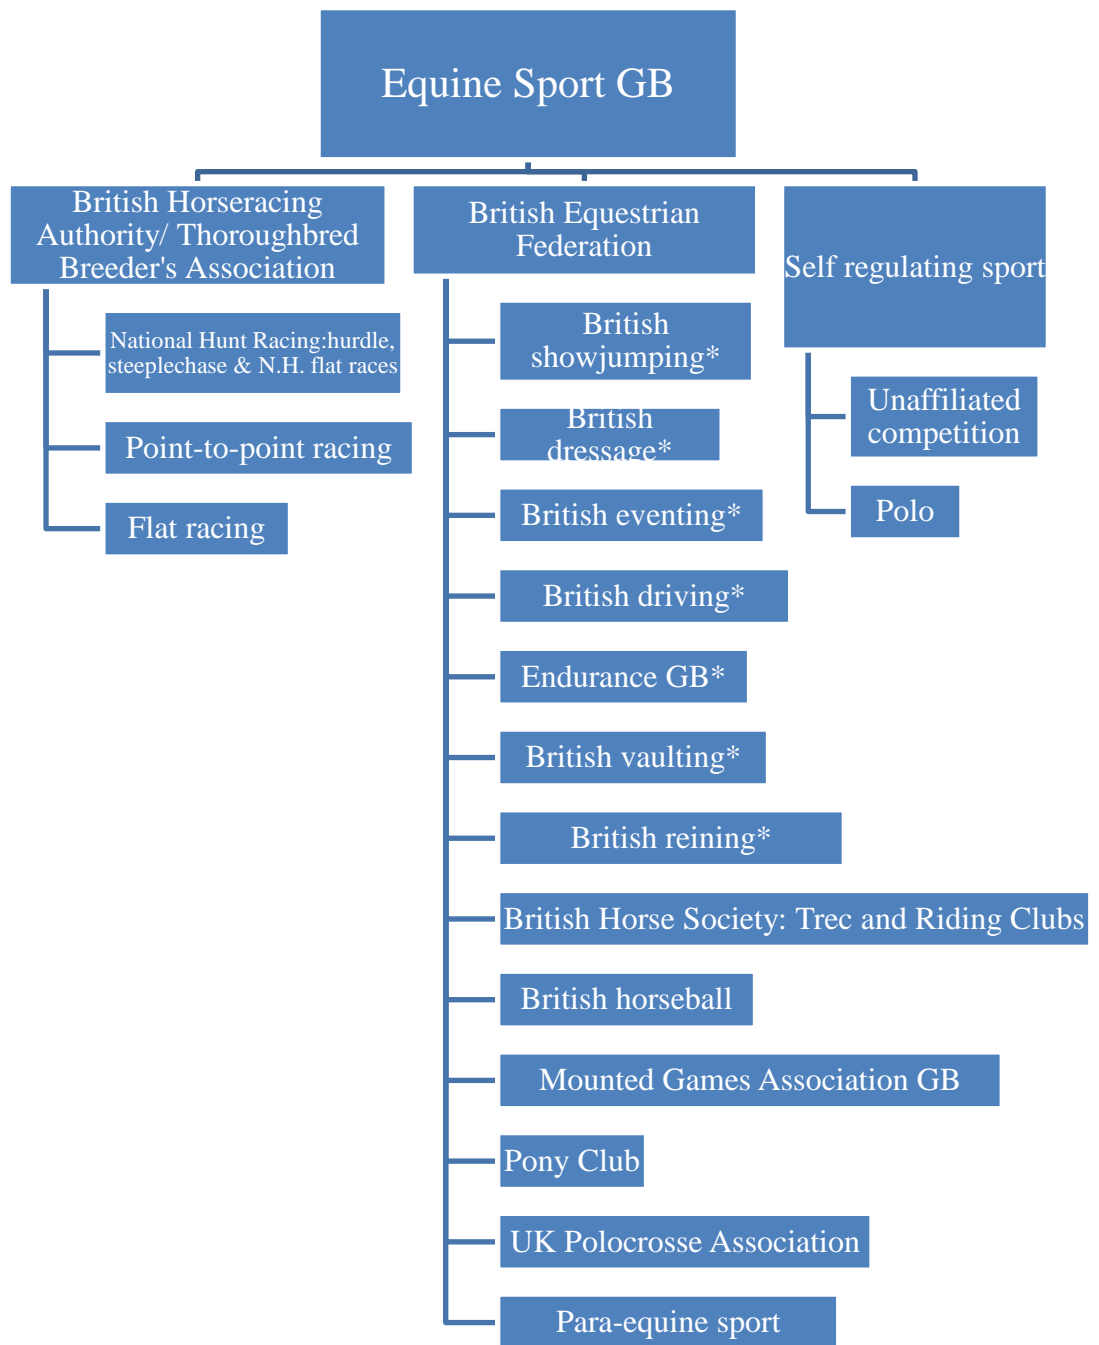 Equine Sport GB
British Horseracing
Authority/ Thoroughbred
Breeder's Association
National Hunt Racing:hurdle,
steeplechase & N.H. flat races
Point-to-point racing
Flat racing
British Equestrian
Federation
British
showjumping*
British
dressage*
British eventing*
British driving*
Endurance GB*
British vaulting*
British reining*
British Horse Society: Trec and Riding Clubs
British horseball
Mounted Games Association GB
Pony Club
UK Polocrosse Association
Para-equine sport
Self regulating sport
Unaffiliated
competition
Polo